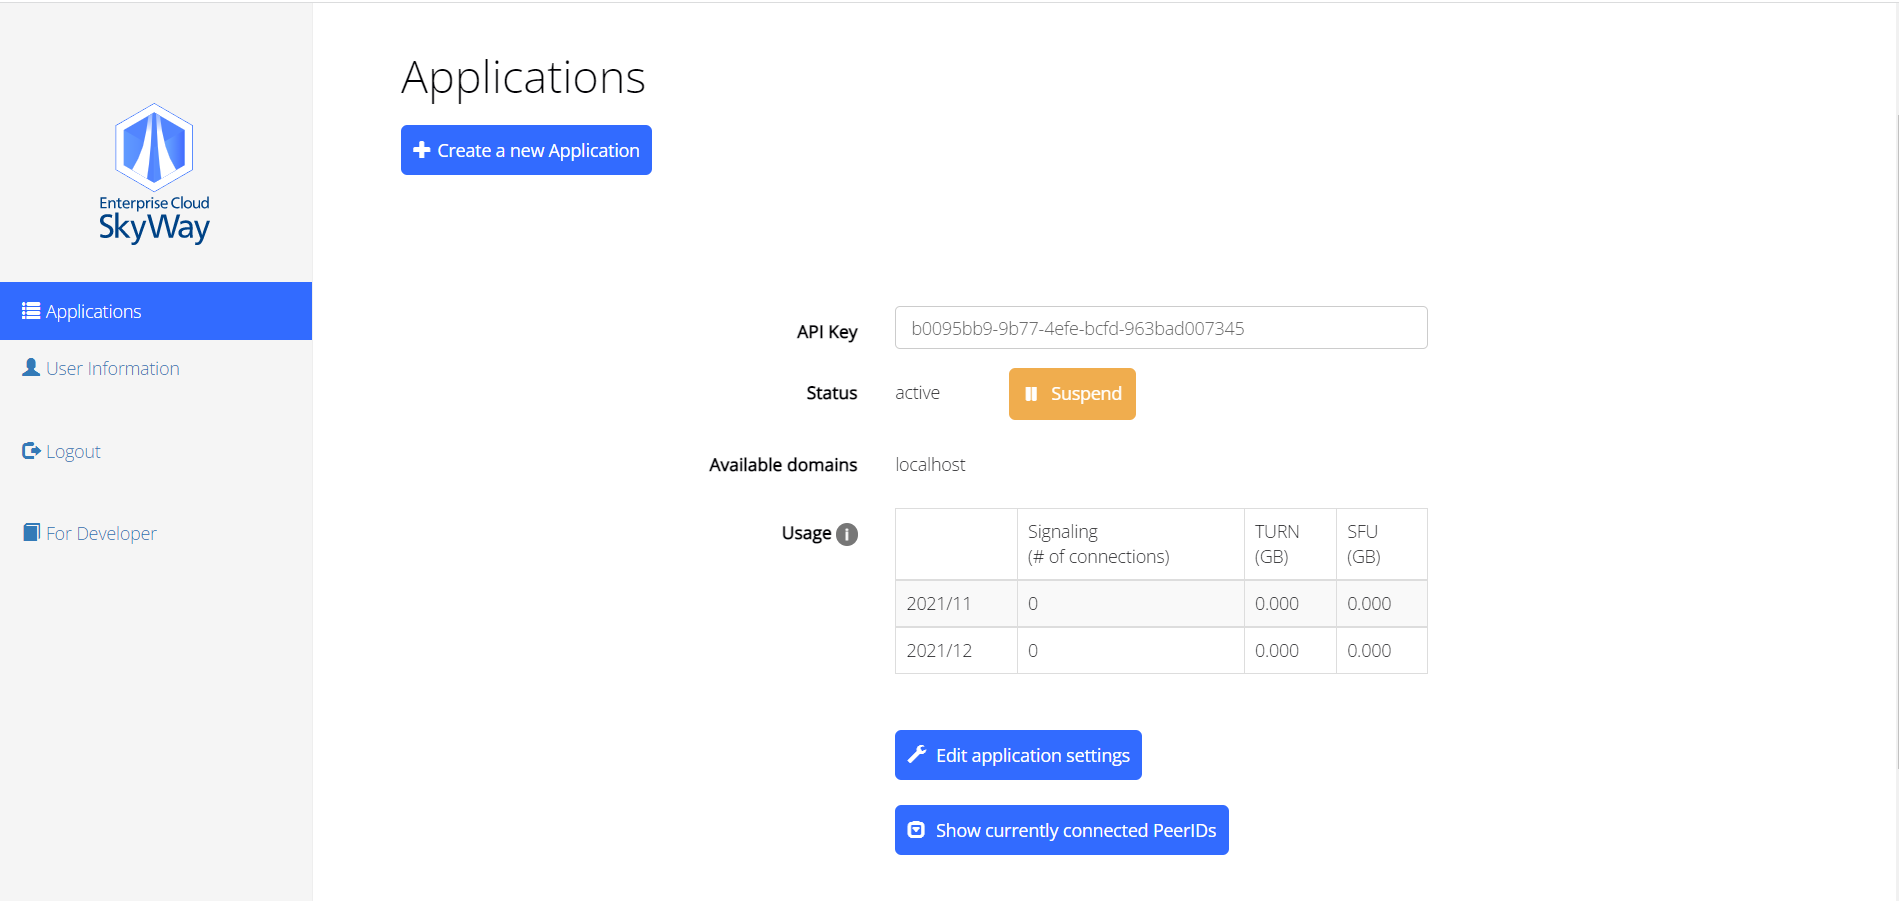 Enterprise Cloud
SkyWay
Applications
User Information
Logout
For Developer
Applications
Create a new Application
API Key b0095bb9-9b77-4efe-bcfd-963bad007345
Status active Suspend
Available domains localhost
Usage
Signaling (# of connections) TURN (GB) SFU (GB)
2021/11 0 0.000 0.000
2021/12 0 0.000 0.000
Edit application settings
Show currently connected PeerIDs